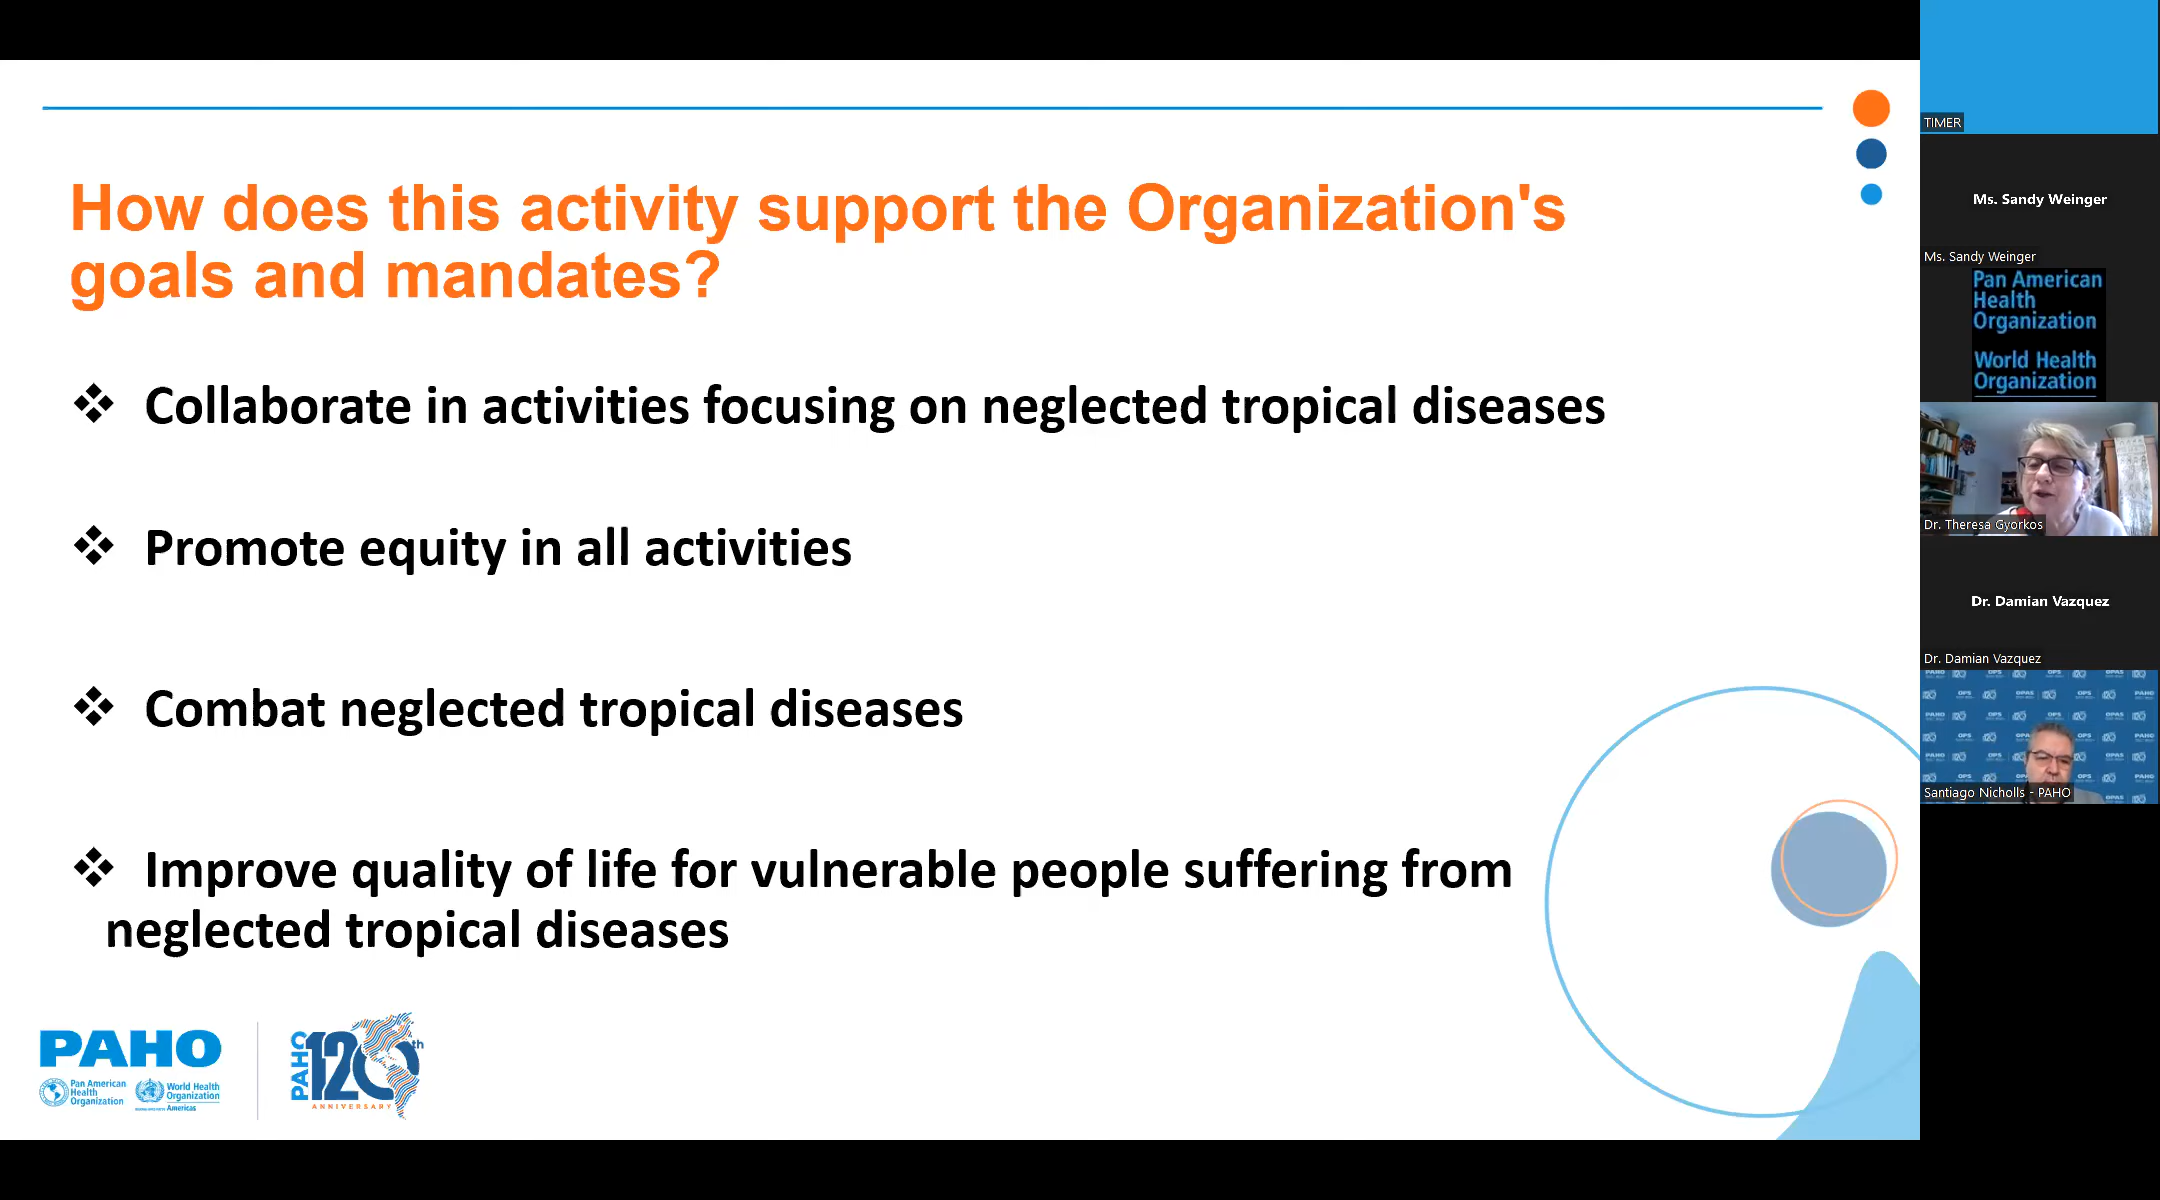 How does this activity support the Organization's
goals and mandates?
❖ Collaborate in activities focusing on neglected tropical diseases
❖ Promote equity in all activities
❖ Combat neglected tropical diseases
❖ Improve quality of life for vulnerable people suffering from
neglected tropical diseases
PAHO
Pan American
Health
Organization
World Health
Organization
Americas
PAHO
120th
ANNIVERSARY
TIMER
Ms. Sandy Weinger
Ms. Sandy Weinger
Pan American
Health
Organization
World Health
Organization
Dr. Theresa Gyorkos
Dr. Damian Vazquez
Dr. Damian Vazquez
Santiago Nicholls - PAHO